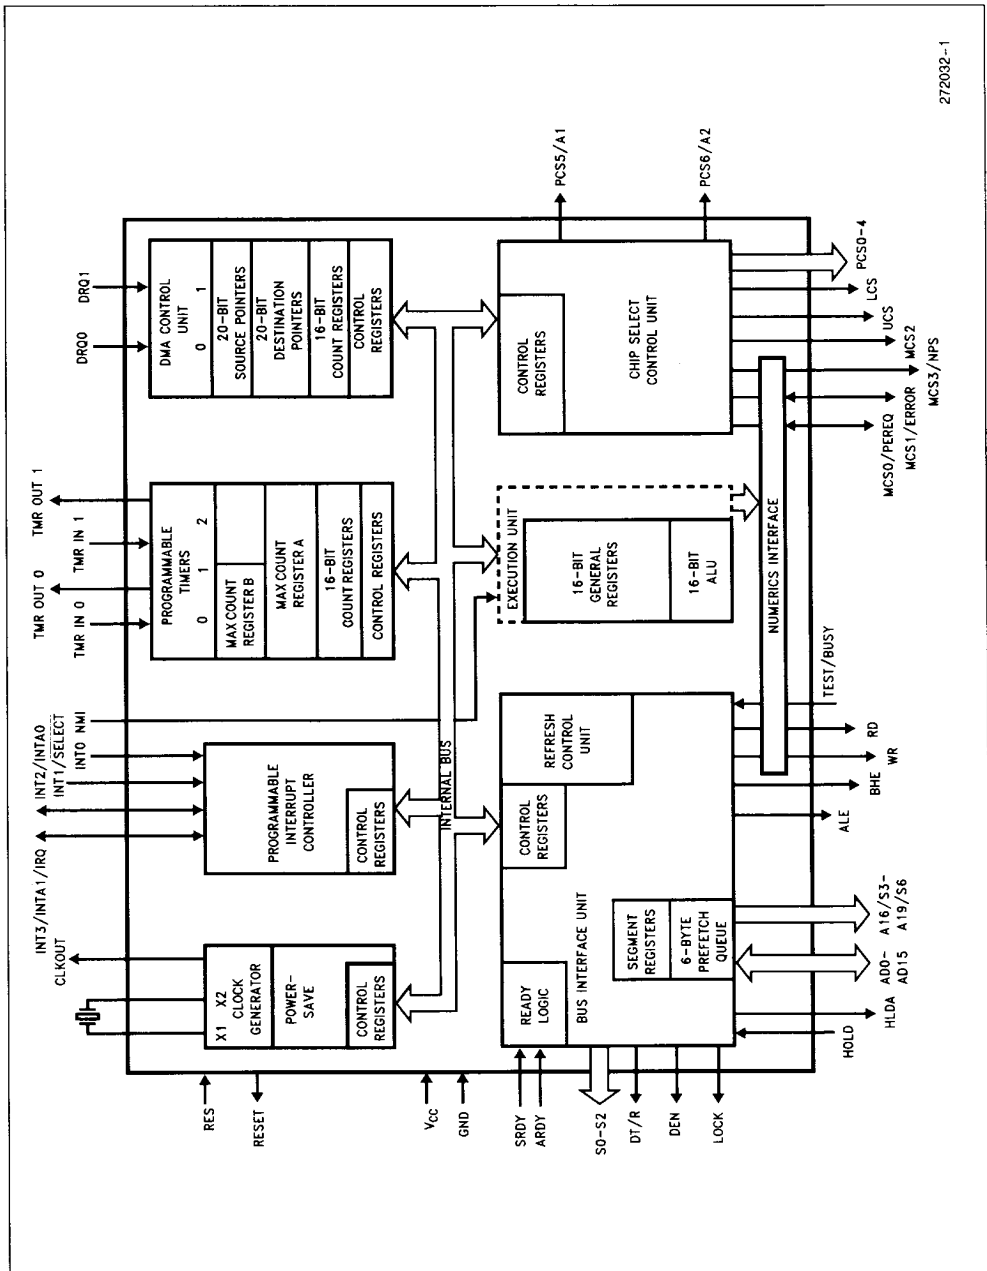 INT3/INTA1/IRQ
INT2/INTA0
INT1/SELECT
INT0 NMI
TMR IN 0
TMR OUT 0
TMR IN 1
TMR OUT 1
DRQ0
DRQ1
CLKOUT
X1 X2
CLOCK
GENERATOR
POWER-
SAVE
CONTROL
REGISTERS
PROGRAMMABLE
INTERRUPT
CONTROLLER
CONTROL
REGISTERS
PROGRAMMABLE
TIMERS
0 1 2
MAX COUNT
REGISTER B
MAX COUNT
REGISTER A
16-BIT
COUNT REGISTERS
CONTROL REGISTERS
DMA CONTROL
UNIT
0 1
20-BIT
SOURCE POINTERS
20-BIT
DESTINATION
POINTERS
16-BIT
COUNT REGISTERS
CONTROL
REGISTERS
RES
RESET
VCC
GND
INTERNAL BUS
SRDY
ARDY
S0-S2
DT/R
DEN
LOCK
READY
LOGIC
BUS INTERFACE UNIT
CONTROL
REGISTERS
REFRESH
CONTROL
UNIT
SEGMENT
REGISTERS
6-BYTE
PREFETCH
QUEUE
EXECUTION UNIT
16-BIT
GENERAL
REGISTERS
16-BIT
ALU
CONTROL
REGISTERS
CHIP SELECT
CONTROL UNIT
PCS5/A1
PCS6/A2
NUMERICS INTERFACE
HOLD
HLDA
AD0-
AD15
A16/S3-
A19/S6
ALE
BHE
WR
RD
TEST/BUSY
MCS0/PEREQ
MCS1/ERROR
MCS3/NPS
MCS2
UCS
LCS
PCS0-4
272032-1